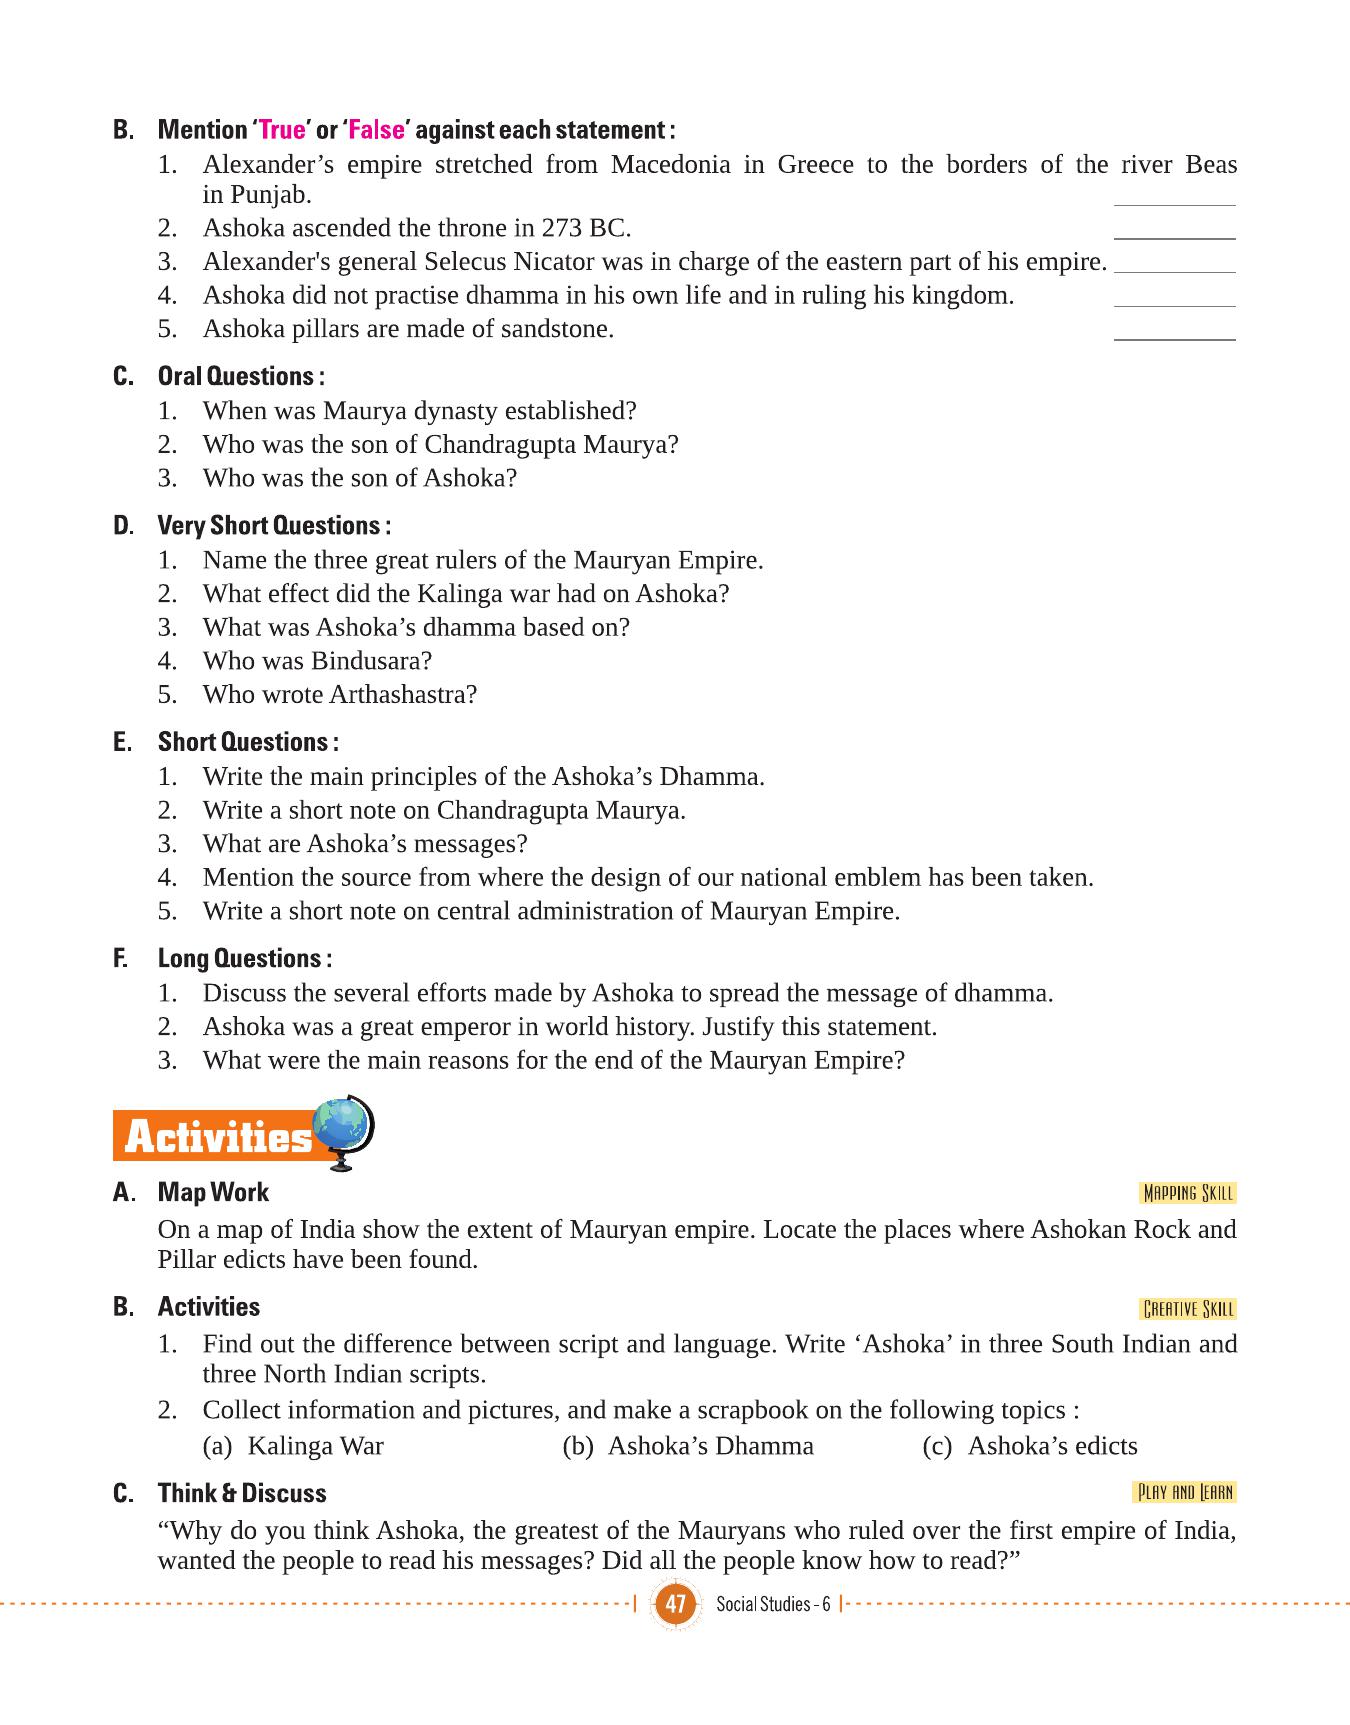 B. Mention ‘True’ or ‘False’ against each statement :
1. Alexander’s empire stretched from Macedonia in Greece to the borders of the river Beas
in Punjab.
2. Ashoka ascended the throne in 273 BC.
3. Alexander's general Selecus Nicator was in charge of the eastern part of his empire.
4. Ashoka did not practise dhamma in his own life and in ruling his kingdom.
5. Ashoka pillars are made of sandstone.
C. Oral Questions :
1. When was Maurya dynasty established?
2. Who was the son of Chandragupta Maurya?
3. Who was the son of Ashoka?
D. Very Short Questions :
1. Name the three great rulers of the Mauryan Empire.
2. What effect did the Kalinga war had on Ashoka?
3. What was Ashoka’s dhamma based on?
4. Who was Bindusara?
5. Who wrote Arthashastra?
E. Short Questions :
1. Write the main principles of the Ashoka’s Dhamma.
2. Write a short note on Chandragupta Maurya.
3. What are Ashoka’s messages?
4. Mention the source from where the design of our national emblem has been taken.
5. Write a short note on central administration of Mauryan Empire.
F. Long Questions :
1. Discuss the several efforts made by Ashoka to spread the message of dhamma.
2. Ashoka was a great emperor in world history. Justify this statement.
3. What were the main reasons for the end of the Mauryan Empire?
Activities
A. Map Work MAPPING SKILL
On a map of India show the extent of Mauryan empire. Locate the places where Ashokan Rock and
Pillar edicts have been found.
B. Activities CREATIVE SKILL
1. Find out the difference between script and language. Write ‘Ashoka’ in three South Indian and
three North Indian scripts.
2. Collect information and pictures, and make a scrapbook on the following topics :
(a) Kalinga War (b) Ashoka’s Dhamma (c) Ashoka’s edicts
C. Think & Discuss PLAY AND LEARN
“Why do you think Ashoka, the greatest of the Mauryans who ruled over the first empire of India,
wanted the people to read his messages? Did all the people know how to read?”
47 Social Studies - 6